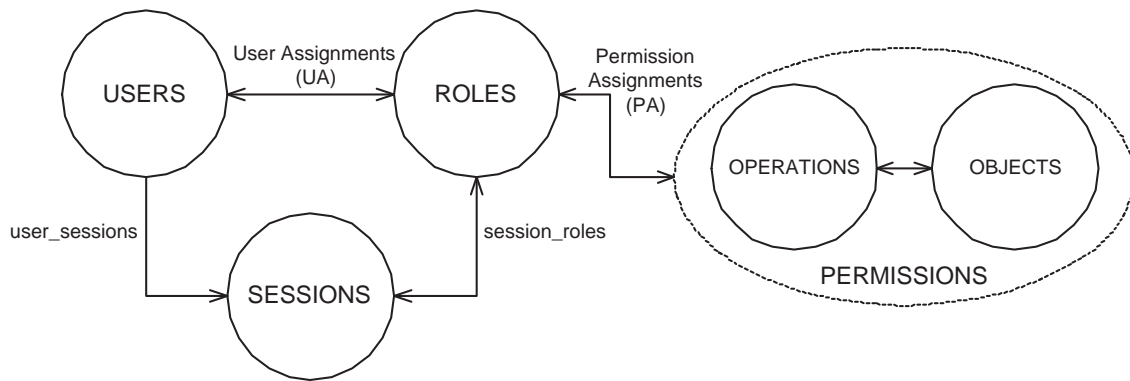 User Assignments
(UA)
USERS
ROLES
Permission
Assignments
(PA)
OPERATIONS
OBJECTS
PERMISSIONS
user_sessions
session_roles
SESSIONS